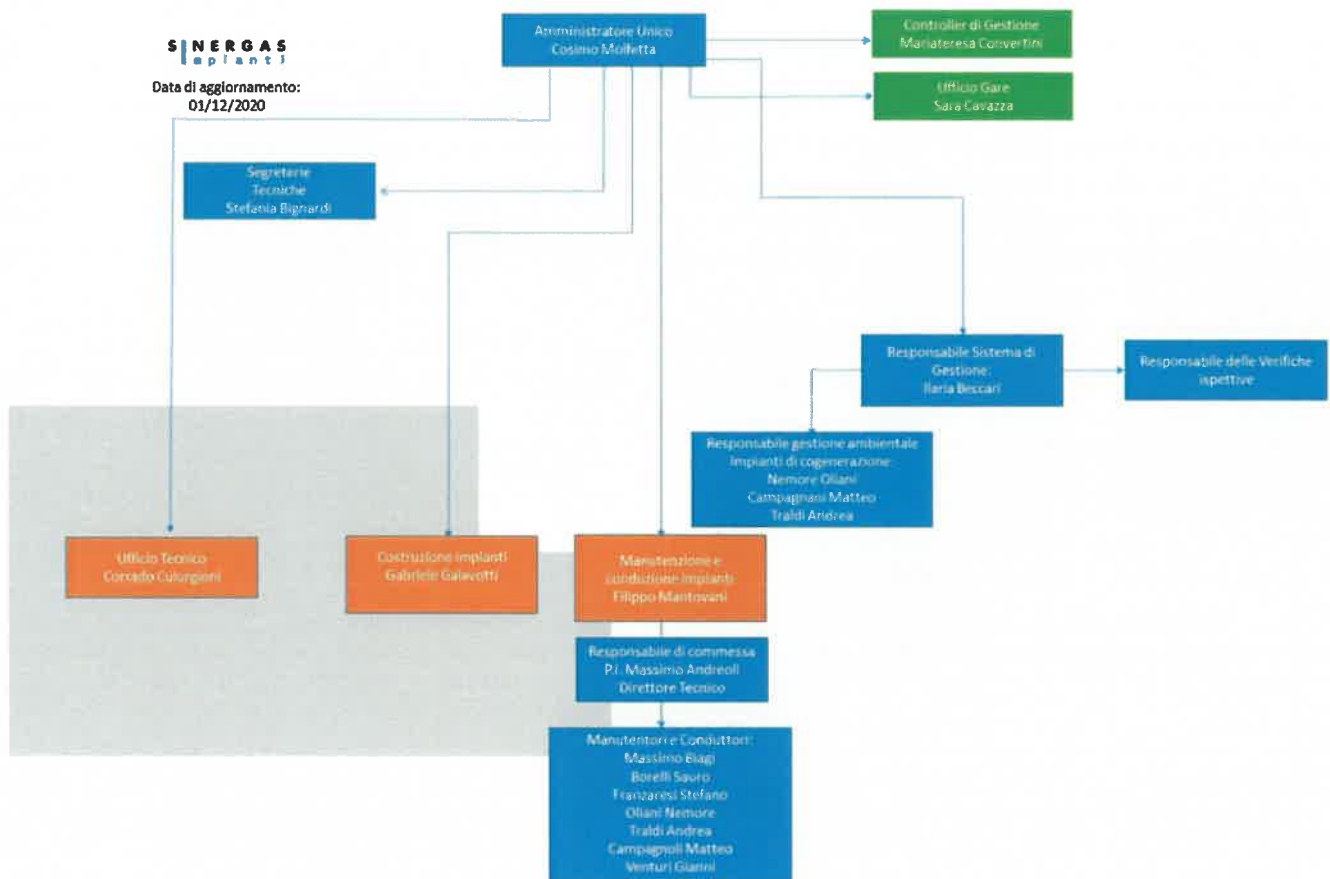 SINERGAS
Impianti
Data di aggiornamento:
01/12/2020
Amministratore Unico
Cosimo Molfetta
Controller di Gestione
Mariateresa Convertini
Ufficio Gare
Sara Cavazza
Segreterie
Tecniche
Stefania Bignardi
Responsabile Sistema di
Gestione:
Ilaria Beccari
Responsabile delle Verifiche
ispettive
Responsabile gestione ambientale
Impianti di cogenerazione
Nemore Oliani
Campagnani Matteo
Traldi Andrea
Ufficio Tecnico
Corrado Culurgioni
Costruzione Impianti
Gabriele Galavotti
Manutenzione e
conduzione Impianti
Filippo Mantovani
Responsabile di commessa
P.I. Massimo Andreoli
Direttore Tecnico
Manutentori e Conduttori:
Massimo Biagi
Borelli Sauro
Franzaresi Stefano
Oliani Nemore
Traldi Andrea
Campagnoli Matteo
Venturi Gianni